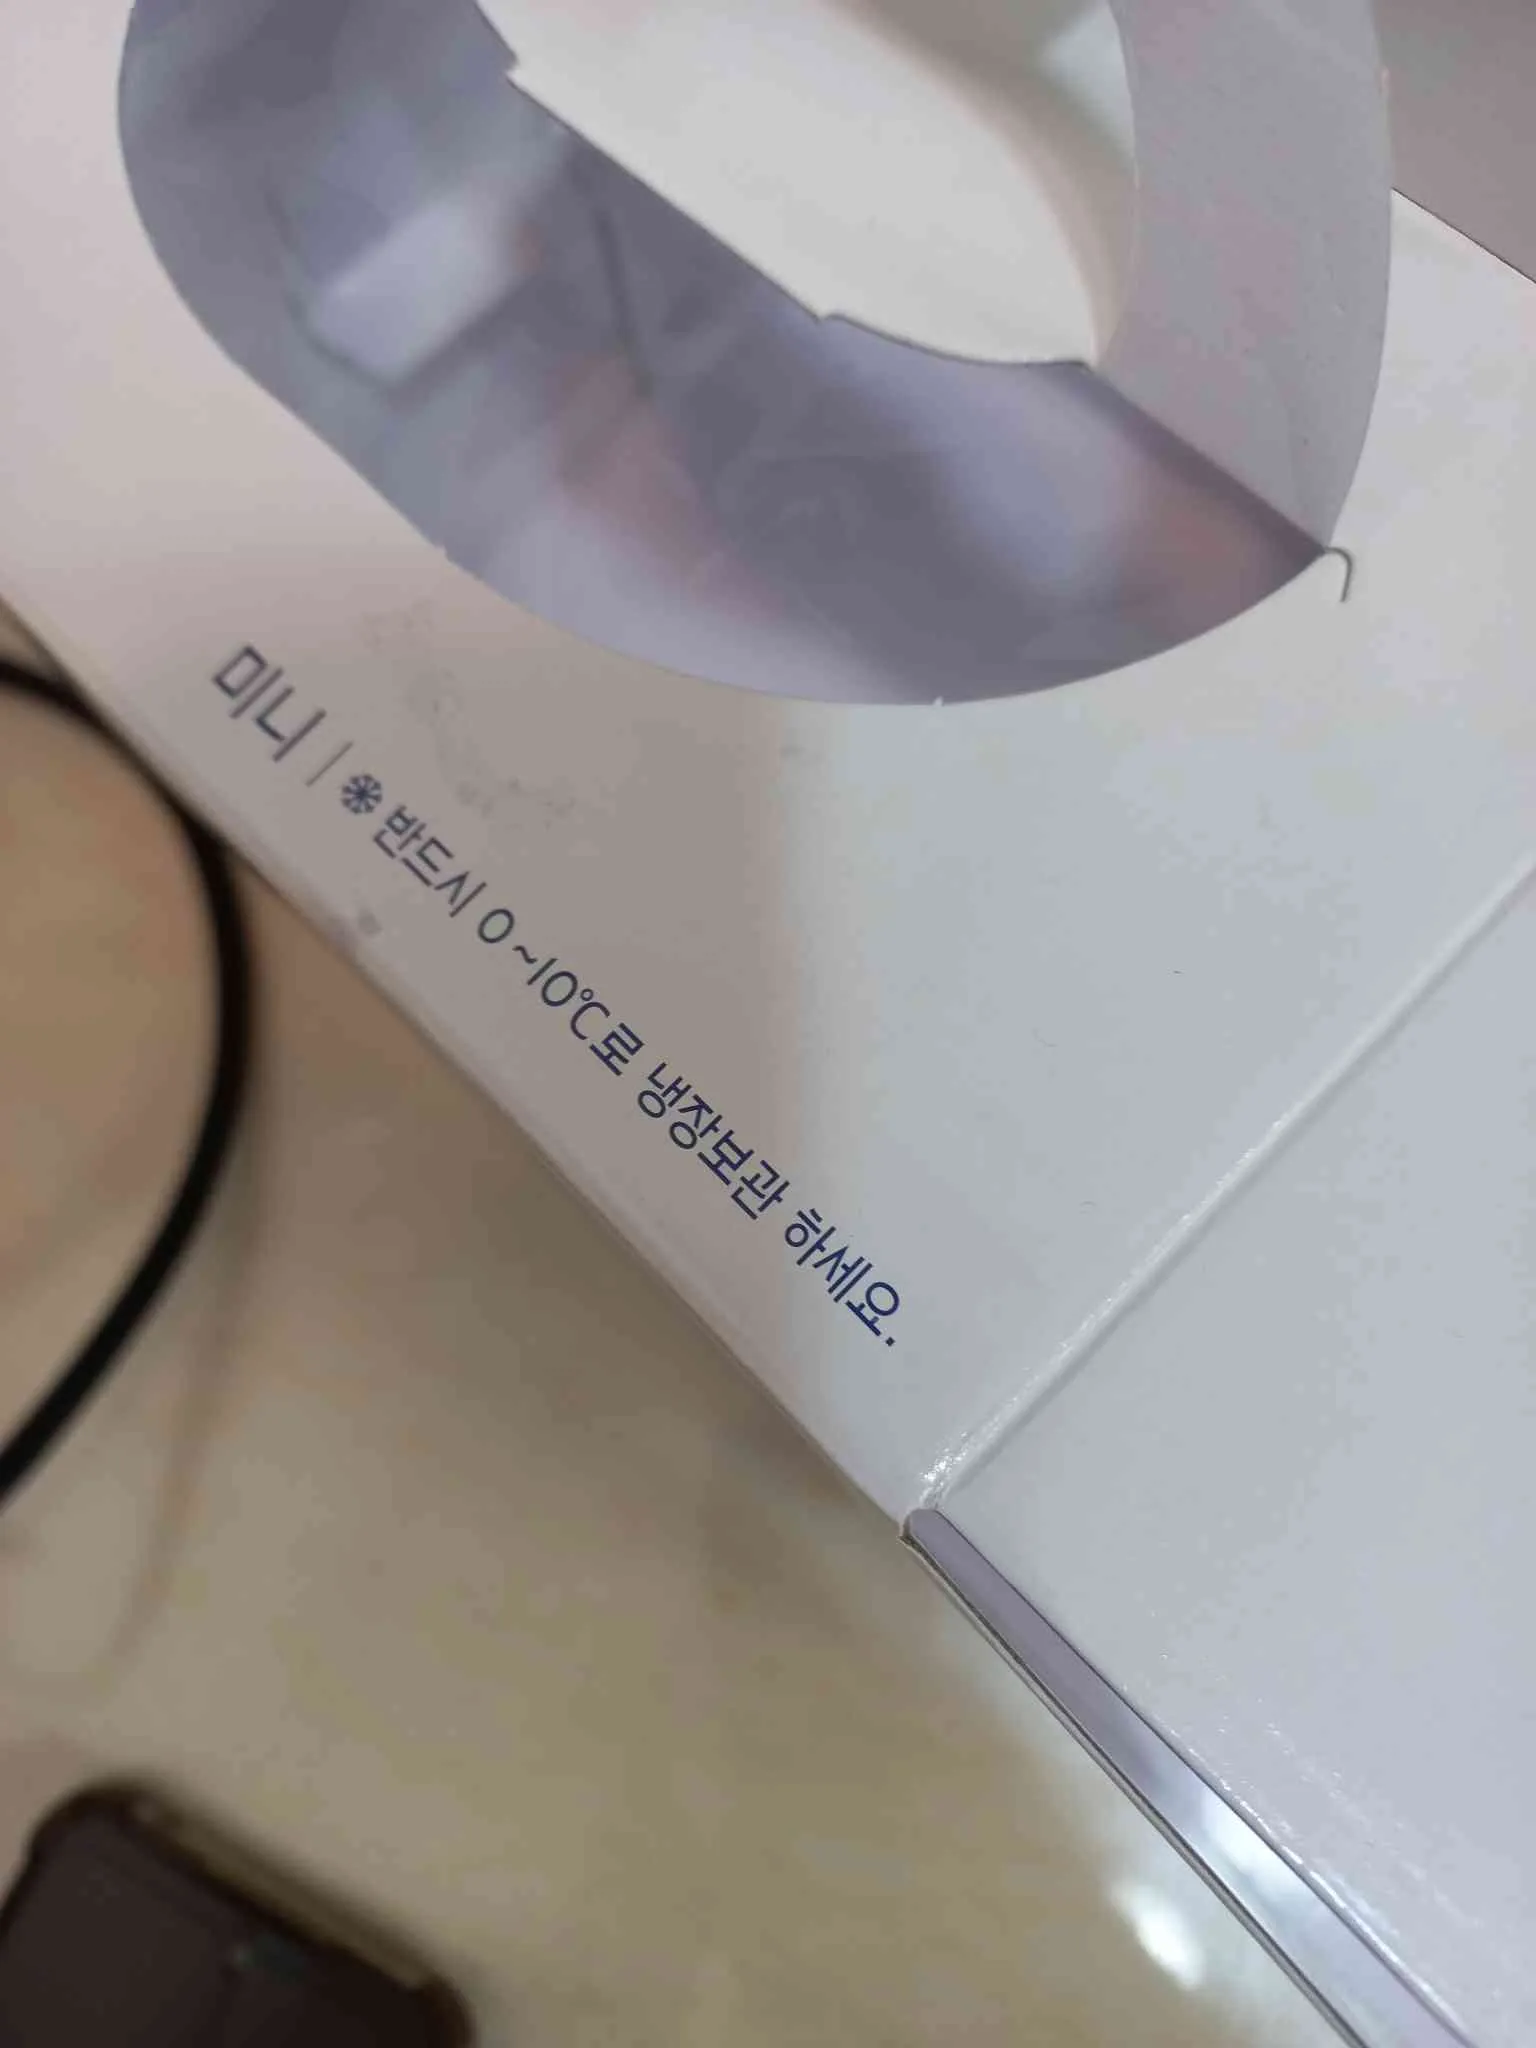 미니 | ❄ 반드시 0~10℃로 냉장보관 하세요.